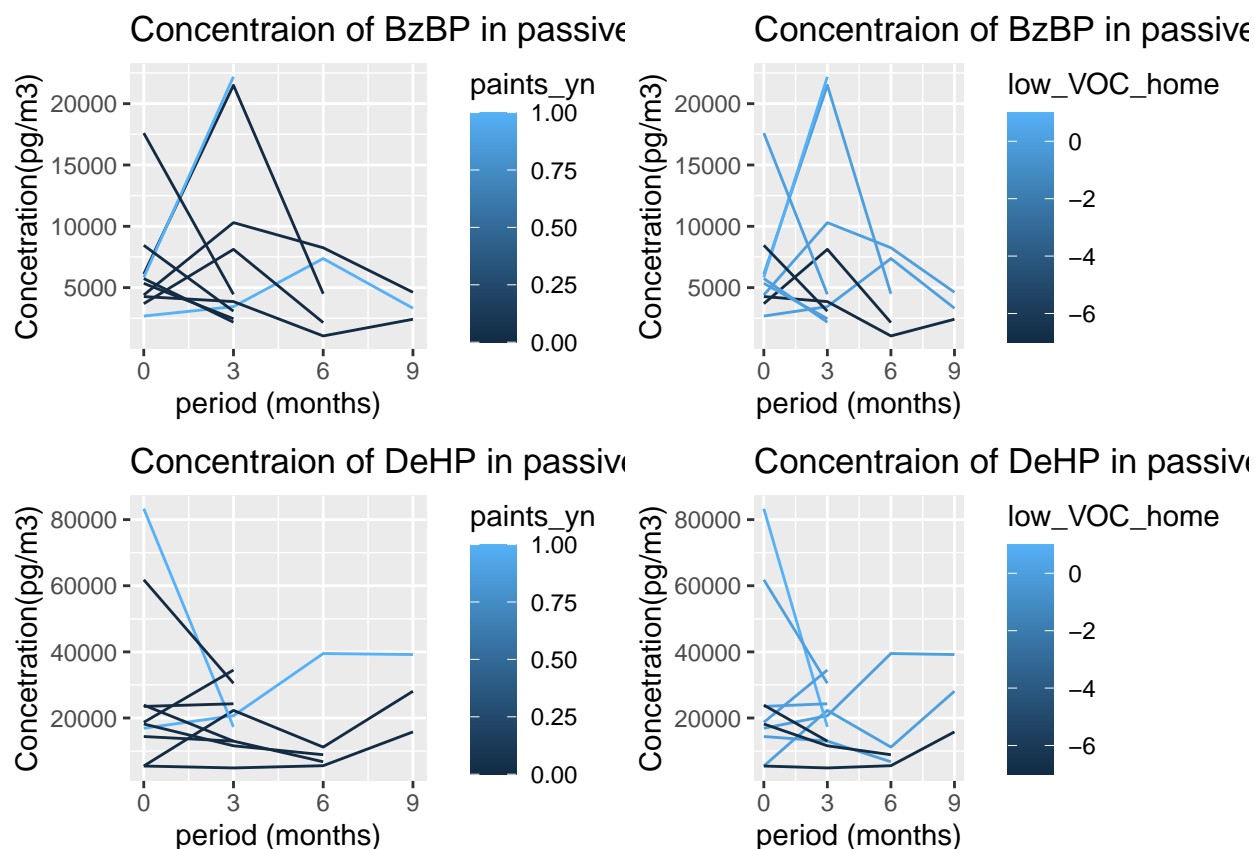 Concentraion of BzBP in passive
20000
15000
10000
5000
0 3 6 9
period (months)
Concetration(pg/m3)
paints_yn
1.00
0.75
0.50
0.25
0.00
Concentraion of BzBP in passive
20000
15000
10000
5000
0 3 6 9
period (months)
Concetration(pg/m3)
low_VOC_home
0
−2
−4
−6
Concentraion of DeHP in passive
80000
60000
40000
20000
0 3 6 9
period (months)
Concetration(pg/m3)
paints_yn
1.00
0.75
0.50
0.25
0.00
Concentraion of DeHP in passive
80000
60000
40000
20000
0 3 6 9
period (months)
Concetration(pg/m3)
low_VOC_home
0
−2
−4
−6